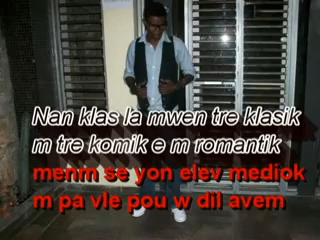 Nan klas la mwen tre klasik
m tre komik e m romantik
menm se yon elev mediok
m pa vle pou w dil avem